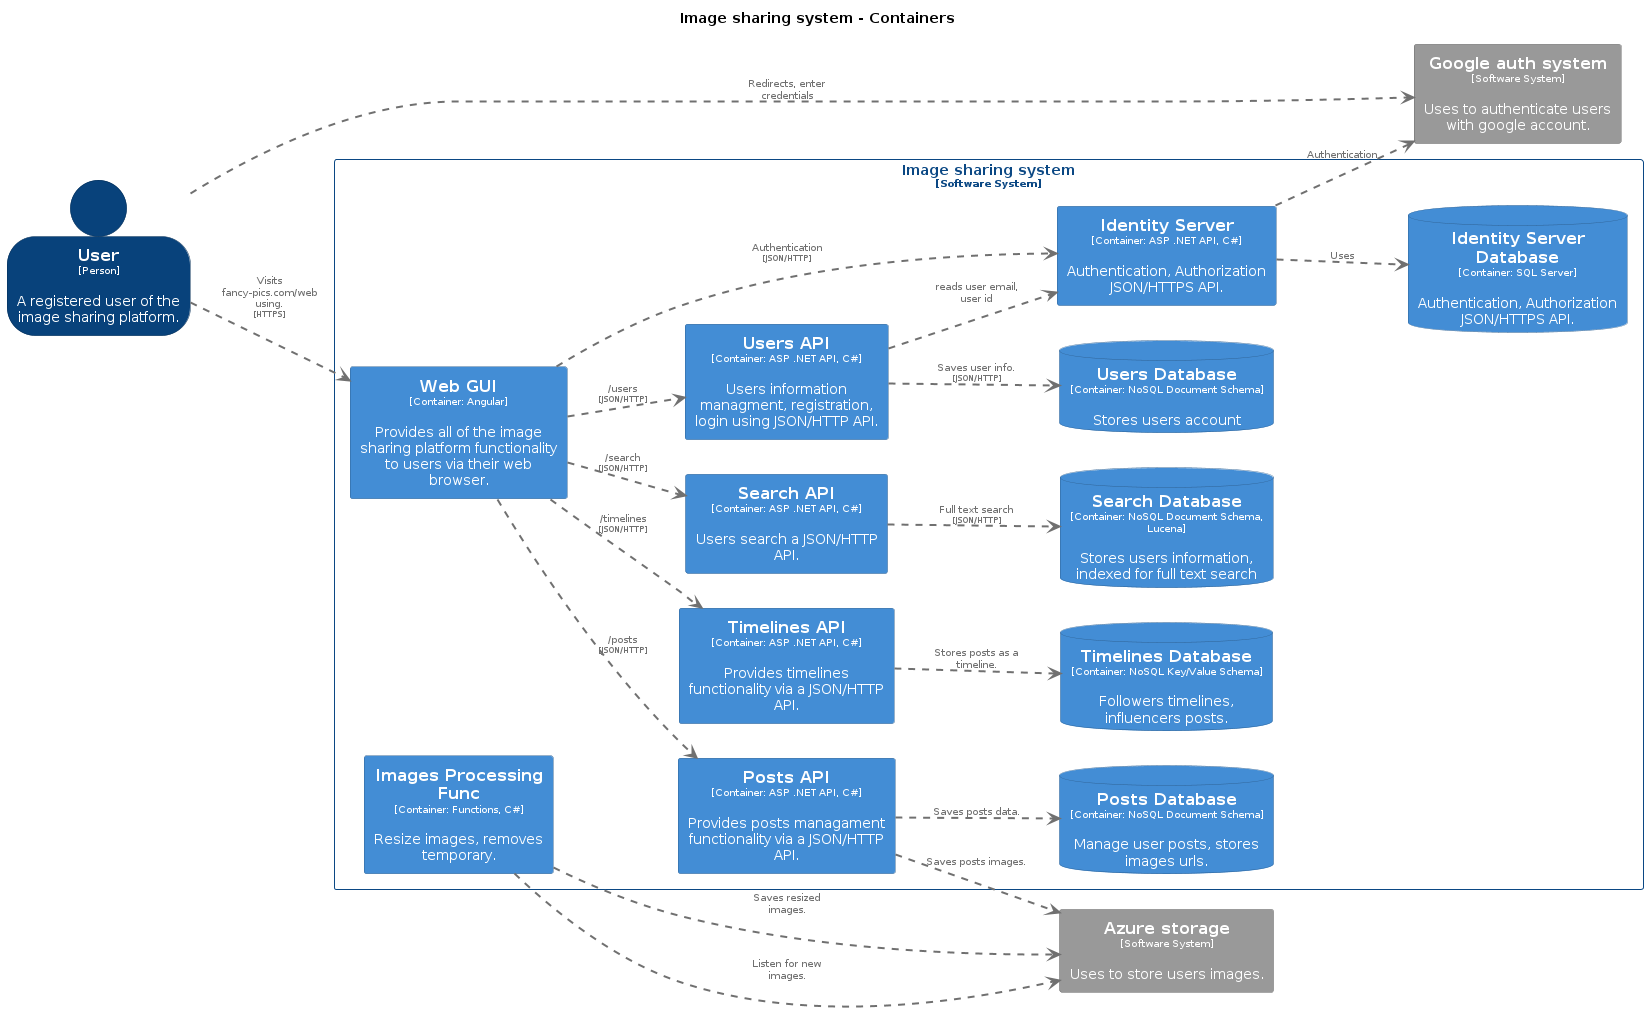 Image sharing system - Containers
Google auth system
[Software System]
Uses to authenticate users
with google account.
Redirects, enter
credentials
Authentication
Image sharing system
[Software System]
User
[Person]
A registered user of the
image sharing platform.
Visits
fancy-pics.com/web
using.
[HTTPS]
Authentication
[JSON/HTTP]
Identity Server
[Container: ASP .NET API, C#]
Authentication, Authorization
JSON/HTTPS API.
Uses
Identity Server
Database
[Container: SQL Server]
Authentication, Authorization
JSON/HTTPS API.
reads user email,
user id
Web GUI
[Container: Angular]
Provides all of the image
sharing platform functionality
to users via their web
browser.
/users
[JSON/HTTP]
Users API
[Container: ASP .NET API, C#]
Users information
managment, registration,
login using JSON/HTTP API.
Saves user info.
[JSON/HTTP]
Users Database
[Container: NoSQL Document Schema]
Stores users account
/search
[JSON/HTTP]
Search API
[Container: ASP .NET API, C#]
Users search a JSON/HTTP
API.
Full text search
[JSON/HTTP]
Search Database
[Container: NoSQL Document Schema,
Lucena]
Stores users information,
indexed for full text search
/timelines
[JSON/HTTP]
Timelines API
[Container: ASP .NET API, C#]
Provides timelines
functionality via a JSON/HTTP
API.
Stores posts as a
timeline.
Timelines Database
[Container: NoSQL Key/Value Schema]
Followers timelines,
influencers posts.
/posts
[JSON/HTTP]
Images Processing
Func
[Container: Functions, C#]
Resize images, removes
temporary.
Posts API
[Container: ASP .NET API, C#]
Provides posts managament
functionality via a JSON/HTTP
API.
Saves posts data.
Posts Database
[Container: NoSQL Document Schema]
Manage user posts, stores
images urls.
Saves posts images.
Saves resized
images.
Listen for new
images.
Azure storage
[Software System]
Uses to store users images.